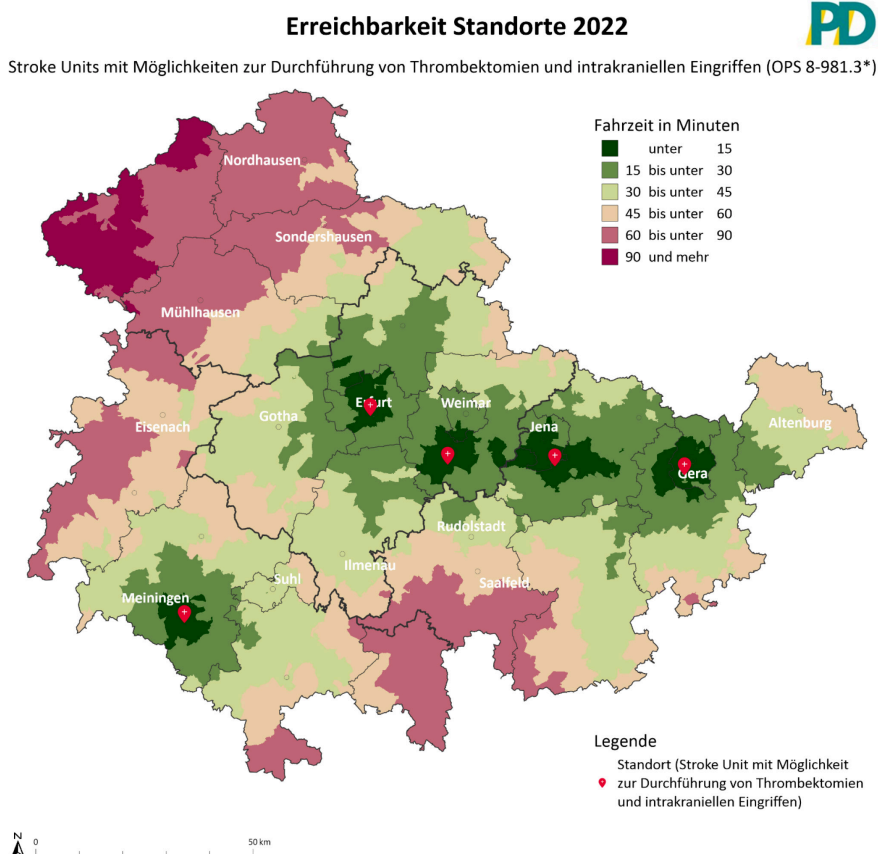 Erreichbarkeit Standorte 2022
PD
Stroke Units mit Möglichkeiten zur Durchführung von Thrombektomien und intrakraniellen Eingriffen (OPS 8-981.3*)
Fahrzeit in Minuten
unter 15
15 bis unter 30
30 bis unter 45
45 bis unter 60
60 bis unter 90
90 und mehr
Nordhausen
Sondershausen
Mühlhausen
Erfurt
Weimar
Gotha
Eisenach
Jena
Altenburg
Gera
Rudolstadt
Ilmenau
Suhl
Saalfeld
Meiningen
Legende
Standort (Stroke Unit mit Möglichkeit
zur Durchführung von Thrombektomien
und intrakraniellen Eingriffen)
N
0
50 km